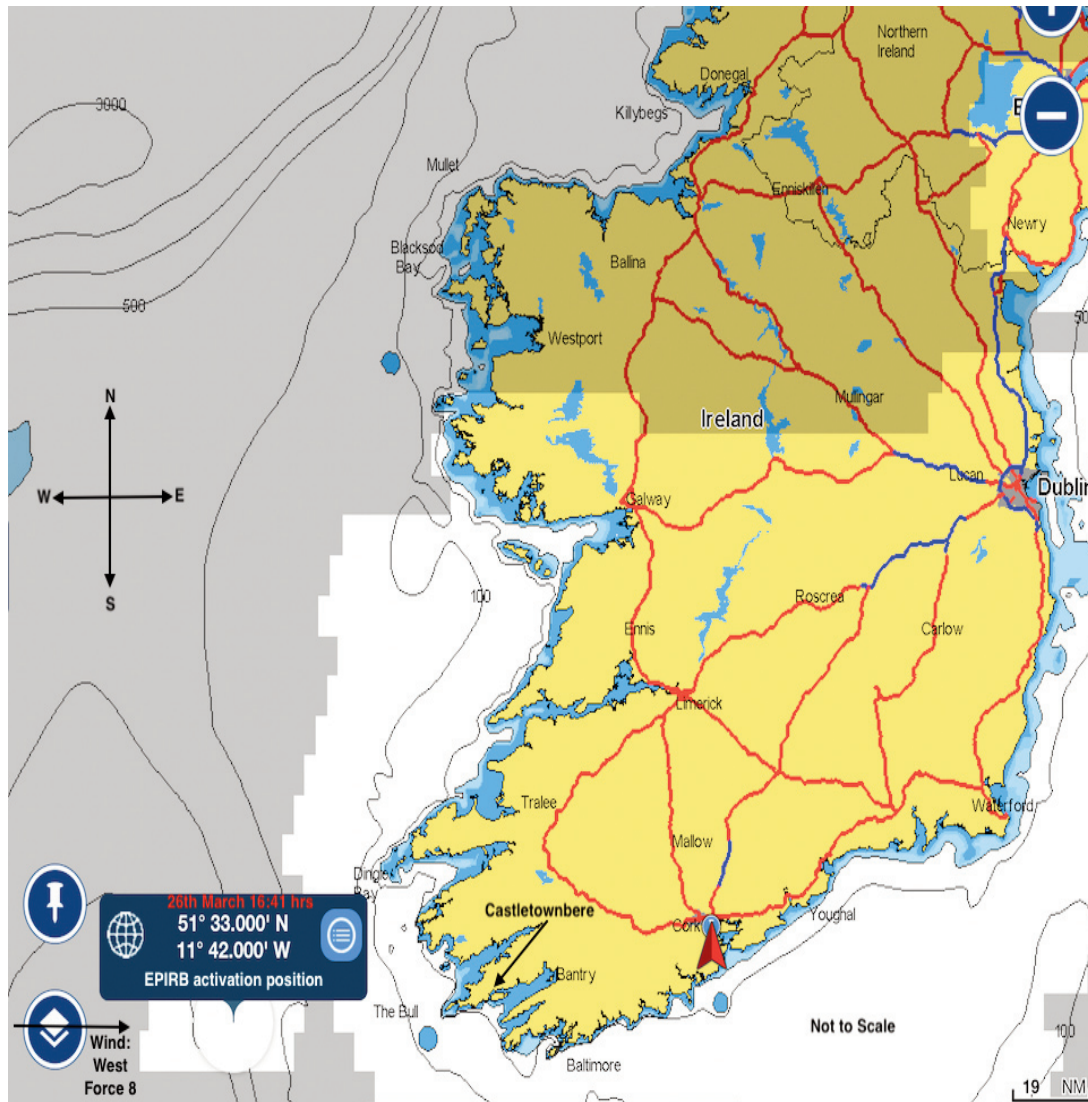 Northern
Ireland
Donegal
3000
Killybegs
Mullet
Enniskillen
Newry
Blacksod
Bay
Ballina
500
Westport
N
Mulingar
Ireland
W
E
Lucan
Dublin
Galway
S
100
Roscrea
Ennis
Carlow
Limerick
Tralee
Waterford
Mallow
Dingle
Bay
26th March 16:41 hrs
51° 33.000' N
11° 42.000' W
EPIRB activation position
Castletownbere
Youghal
Cork
Bantry
The Bull
Not to Scale
100
Wind:
West
Force 8
Baltimore
19 NM